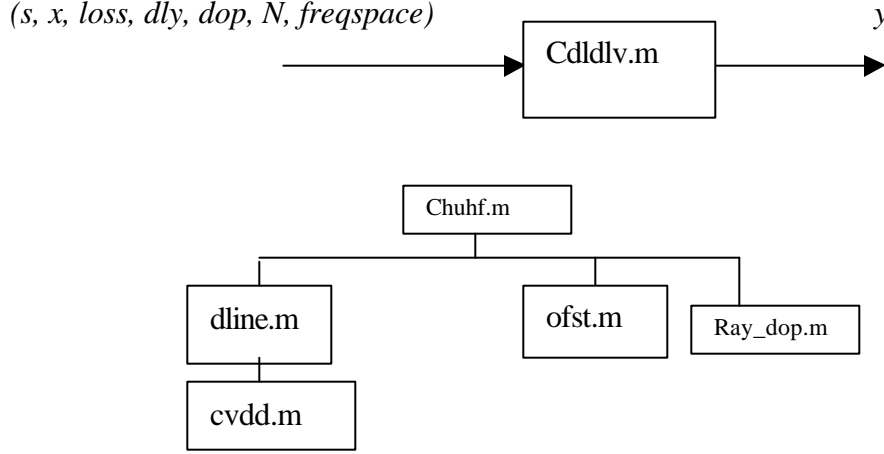 (s, x, loss, dly, dop, N, freqspace) y
Cdldlv.m
Chuhf.m
dline.m ofst.m Ray_dop.m
cvdd.m